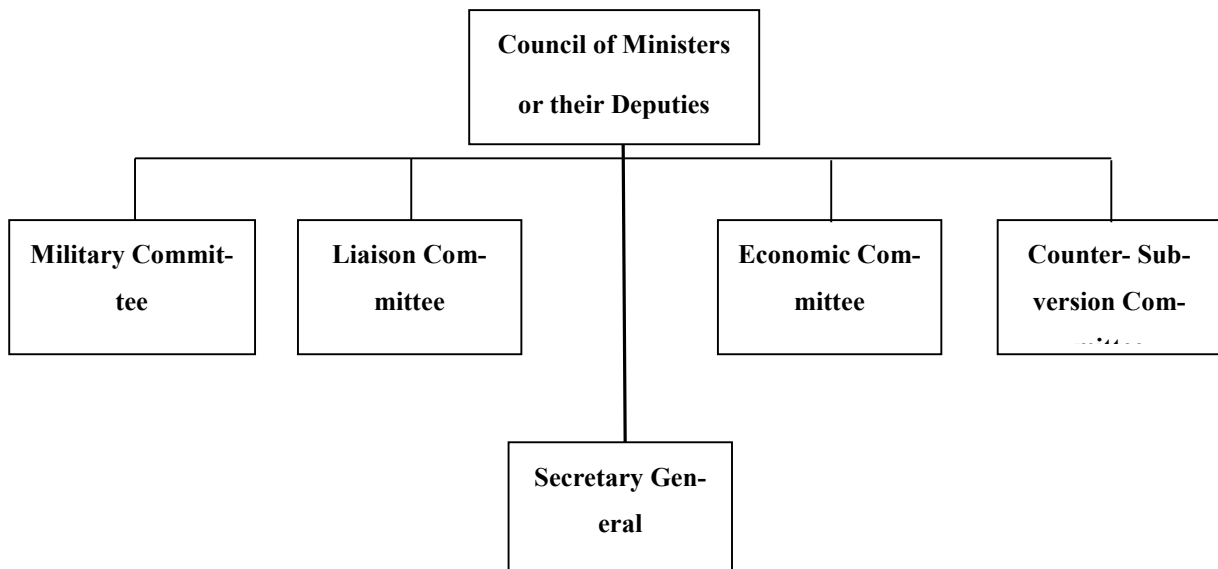 Council of Ministers
or their Deputies
Military Commit-
tee
Liaison Com-
mittee
Economic Com-
mittee
Counter- Sub-
version Com-
Secretary Gen-
eral